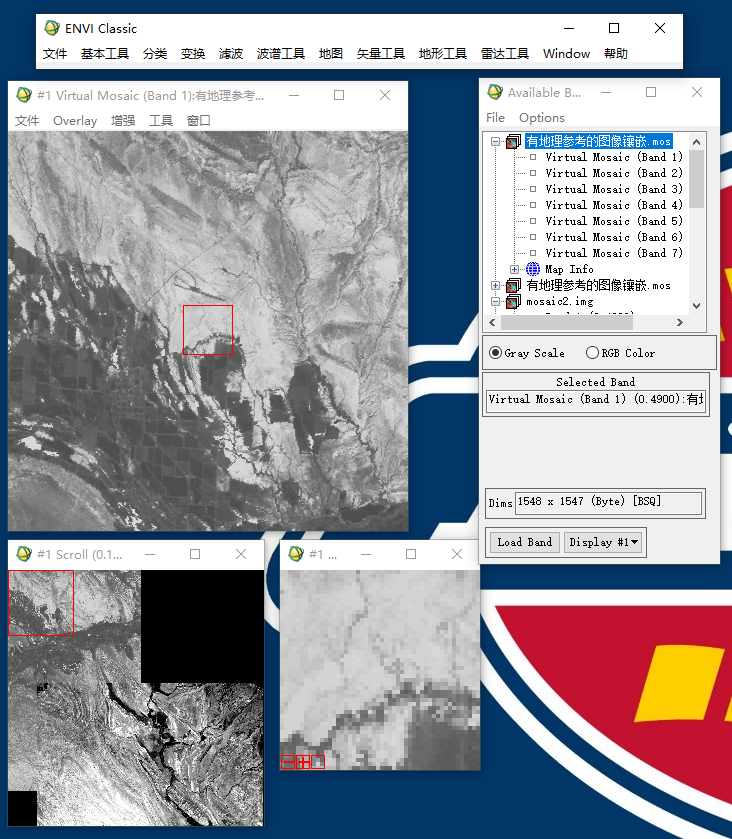 ENVI Classic
文件 基本工具 分类 变换 滤波 波谱工具 地图 矢量工具 地形工具 雷达工具 Window 帮助
#1 Virtual Mosaic (Band 1):有地理参考...
文件 Overlay 增强 工具 窗口
Available B...
File Options
有地理参考的图像镶嵌.mos
Virtual Mosaic (Band 1)
Virtual Mosaic (Band 2)
Virtual Mosaic (Band 3)
Virtual Mosaic (Band 4)
Virtual Mosaic (Band 5)
Virtual Mosaic (Band 6)
Virtual Mosaic (Band 7)
Map Info
有地理参考的图像镶嵌.mos
mosaic2.img
Gray Scale RGB Color
Selected Band
Virtual Mosaic (Band 1) (0.4900):有
Dims 1548 x 1547 (Byte) [BSQ]
Load Band Display #1
#1 Scroll (0.1...
#1 ...